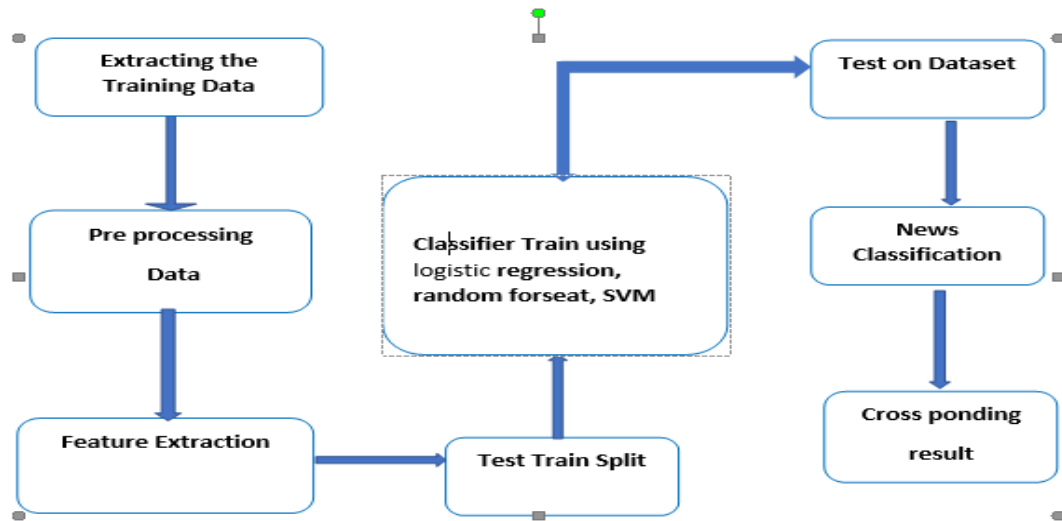 Extracting the
Training Data
Pre processing
Data
Feature Extraction
Test Train Split
Classifier Train using
logistic regression,
random forseat, SVM
Test on Dataset
News
Classification
Cross ponding
result